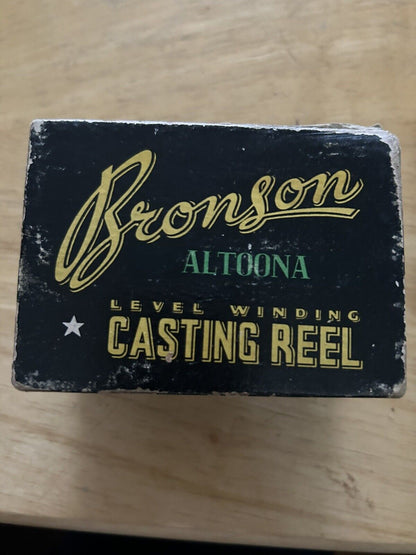 Bronson
ALTOONA
LEVEL WINDING
CASTING REEL